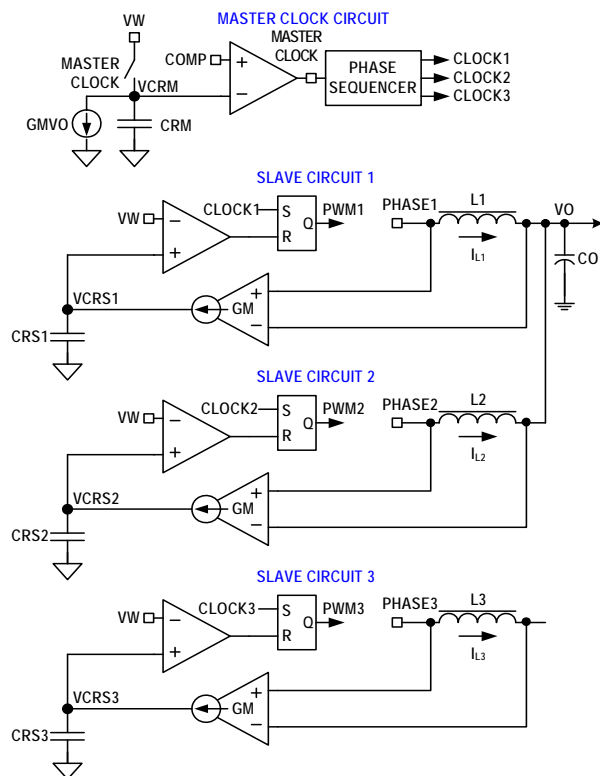 MASTER CLOCK CIRCUIT
VW
MASTER
CLOCK
COMP
+
−
MASTER
CLOCK
PHASE
SEQUENCER
CLOCK1
CLOCK2
CLOCK3
VCRM
GMVO
CRM
SLAVE CIRCUIT 1
VW
−
+
CLOCK1
S
R
Q
PWM1
PHASE1
L1
IL1
VO
CO
VCRS1
GM
+
−
CRS1
SLAVE CIRCUIT 2
VW
−
+
CLOCK2
S
R
Q
PWM2
PHASE2
L2
IL2
VCRS2
GM
+
−
CRS2
SLAVE CIRCUIT 3
VW
−
+
CLOCK3
S
R
Q
PWM3
PHASE3
L3
IL3
VCRS3
GM
+
−
CRS3